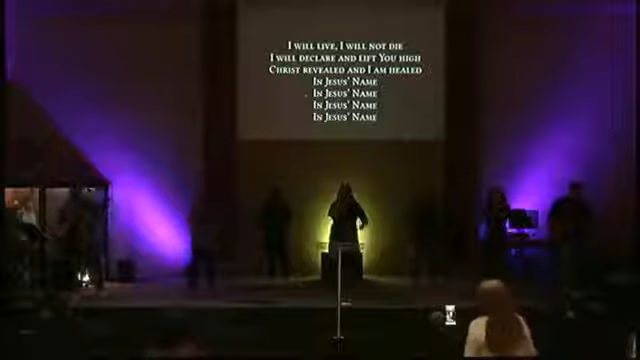 I will live, I will not die
I will declare and lift You high
Christ revealed and I am healed
In Jesus' Name
In Jesus' Name
In Jesus' Name
In Jesus' Name